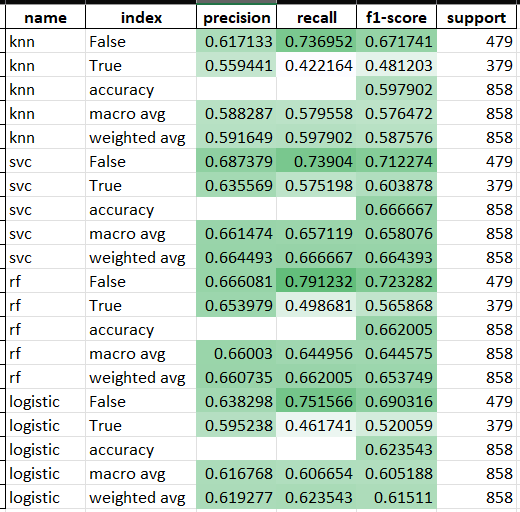 name index precision recall f1-score support
knn False 0.617133 0.736952 0.671741 479
knn True 0.559441 0.422164 0.481203 379
knn accuracy 0.597902 858
knn macro avg 0.588287 0.579558 0.576472 858
knn weighted avg 0.591649 0.597902 0.587576 858
svc False 0.687379 0.73904 0.712274 479
svc True 0.635569 0.575198 0.603878 379
svc accuracy 0.666667 858
svc macro avg 0.661474 0.657119 0.658076 858
svc weighted avg 0.664493 0.666667 0.664393 858
rf False 0.666081 0.791232 0.723282 479
rf True 0.653979 0.498681 0.565868 379
rf accuracy 0.662005 858
rf macro avg 0.66003 0.644956 0.644575 858
rf weighted avg 0.660735 0.662005 0.653749 858
logistic False 0.638298 0.751566 0.690316 479
logistic True 0.595238 0.461741 0.520059 379
logistic accuracy 0.623543 858
logistic macro avg 0.616768 0.606654 0.605188 858
logistic weighted avg 0.619277 0.623543 0.61511 858